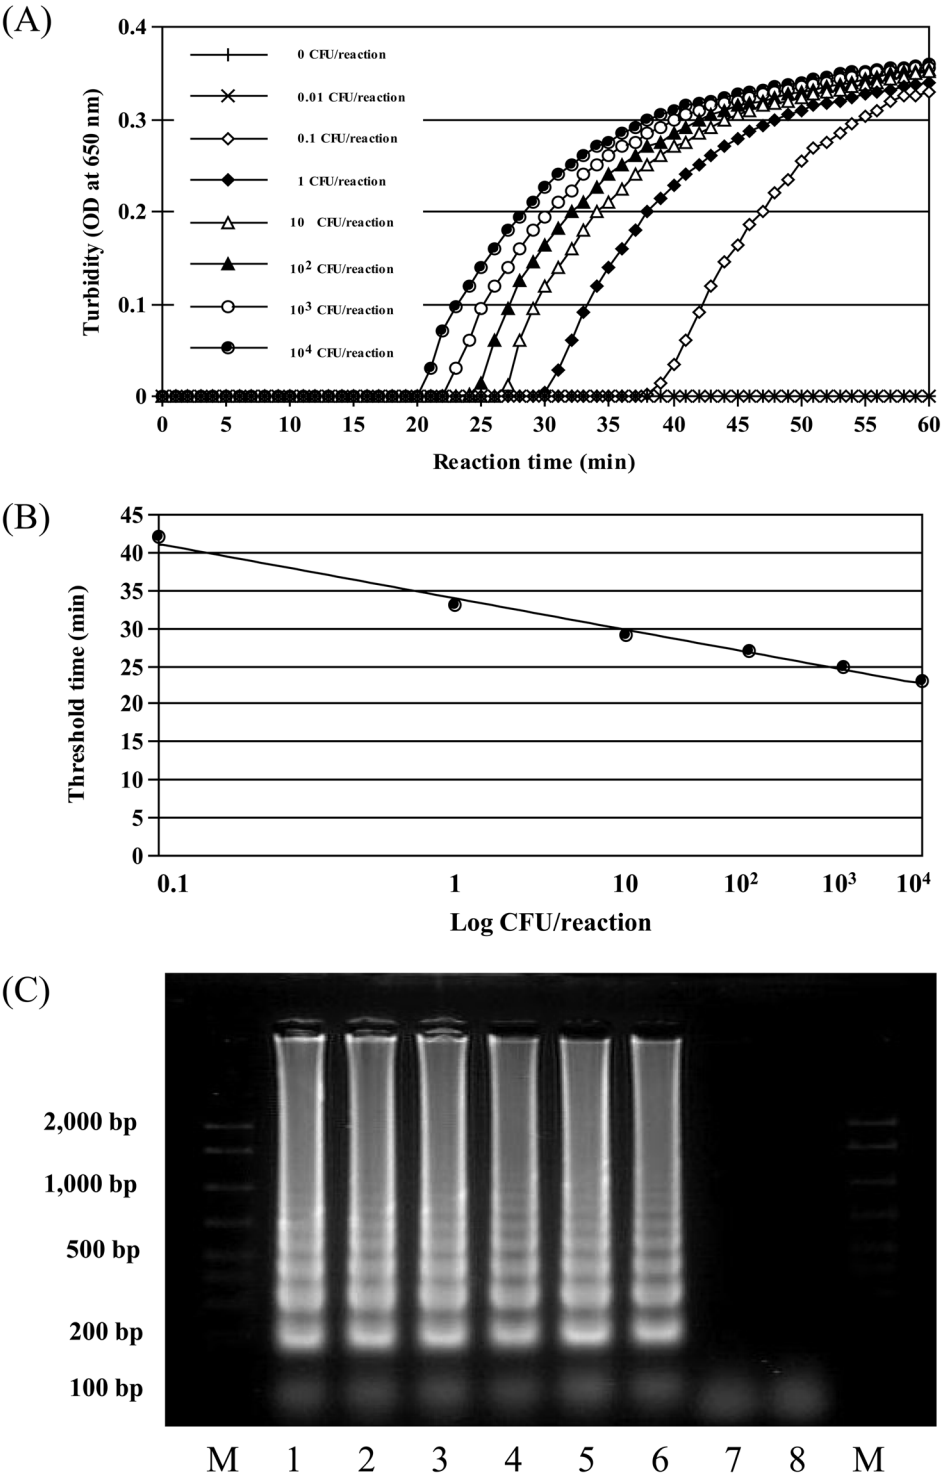 (A)
0.4
0.3
0.2
0.1
0
Turbidity (OD at 650 nm)
0 CFU/reaction
0.01 CFU/reaction
0.1 CFU/reaction
1 CFU/reaction
10 CFU/reaction
10² CFU/reaction
10³ CFU/reaction
10⁴ CFU/reaction
0 5 10 15 20 25 30 35 40 45 50 55 60
Reaction time (min)
(B)
45
40
35
30
25
20
15
10
5
0
Threshold time (min)
0.1 1 10 10² 10³ 10⁴
Log CFU/reaction
(C)
2,000 bp
1,000 bp
500 bp
200 bp
100 bp
M 1 2 3 4 5 6 7 8 M